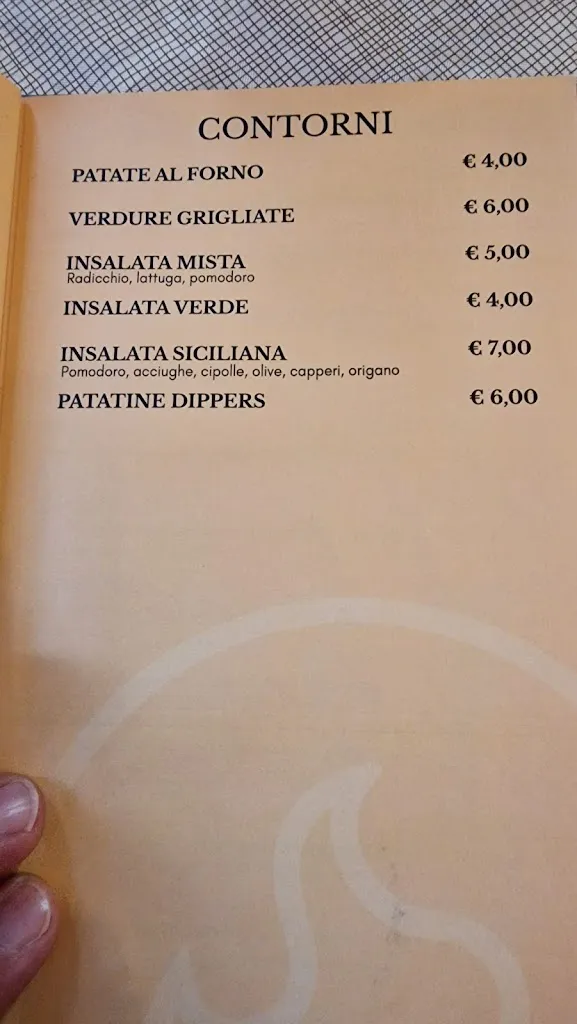 CONTORNI
PATATE AL FORNO € 4,00
VERDURE GRIGLIATE € 6,00
INSALATA MISTA € 5,00
Radicchio, lattuga, pomodoro
INSALATA VERDE € 4,00
INSALATA SICILIANA € 7,00
Pomodoro, acciughe, cipolle, olive, capperi, origano
PATATINE DIPPERS € 6,00